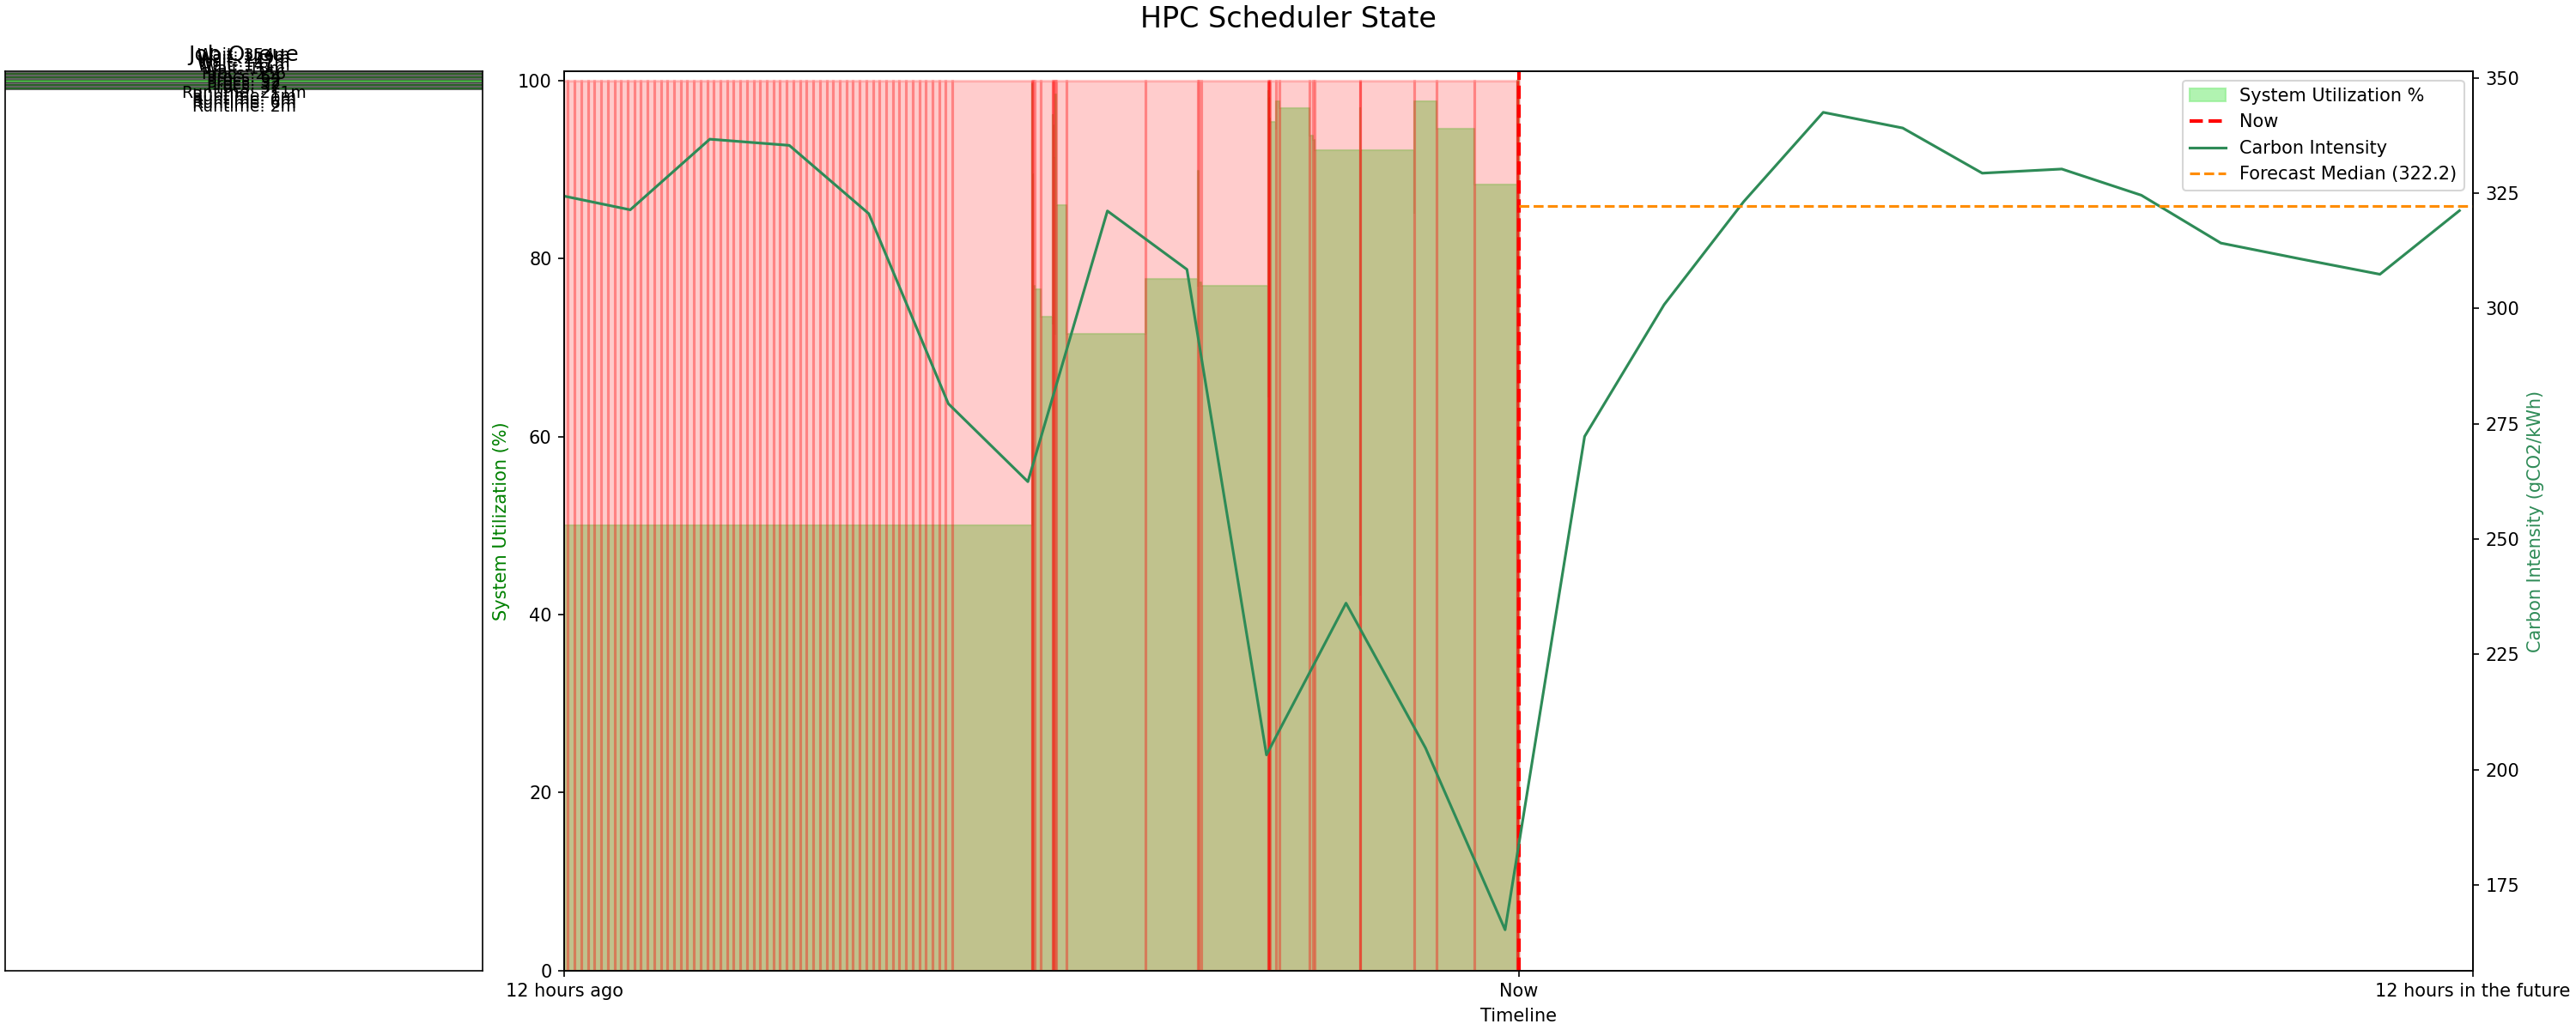 HPC Scheduler State
Job Queue
Runtime: 2m
System Utilization (%)
100
80
60
40
20
0
System Utilization %
Now
Carbon Intensity
Forecast Median (322.2)
350
325
300
275
250
225
200
175
Carbon Intensity (gCO2/kWh)
12 hours ago
Now
12 hours in the future
Timeline